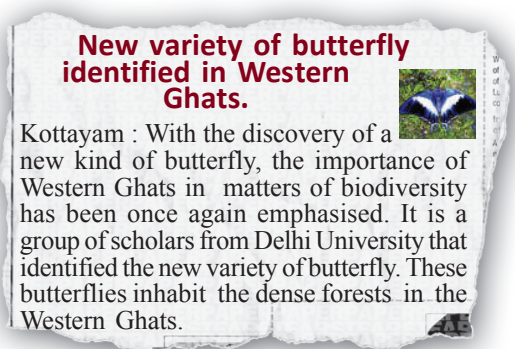 New variety of butterfly
identified in Western
Ghats.
Kottayam : With the discovery of a
new kind of butterfly, the importance of
Western Ghats in matters of biodiversity
has been once again emphasised. It is a
group of scholars from Delhi University that
identified the new variety of butterfly. These
butterflies inhabit the dense forests in the
Western Ghats.